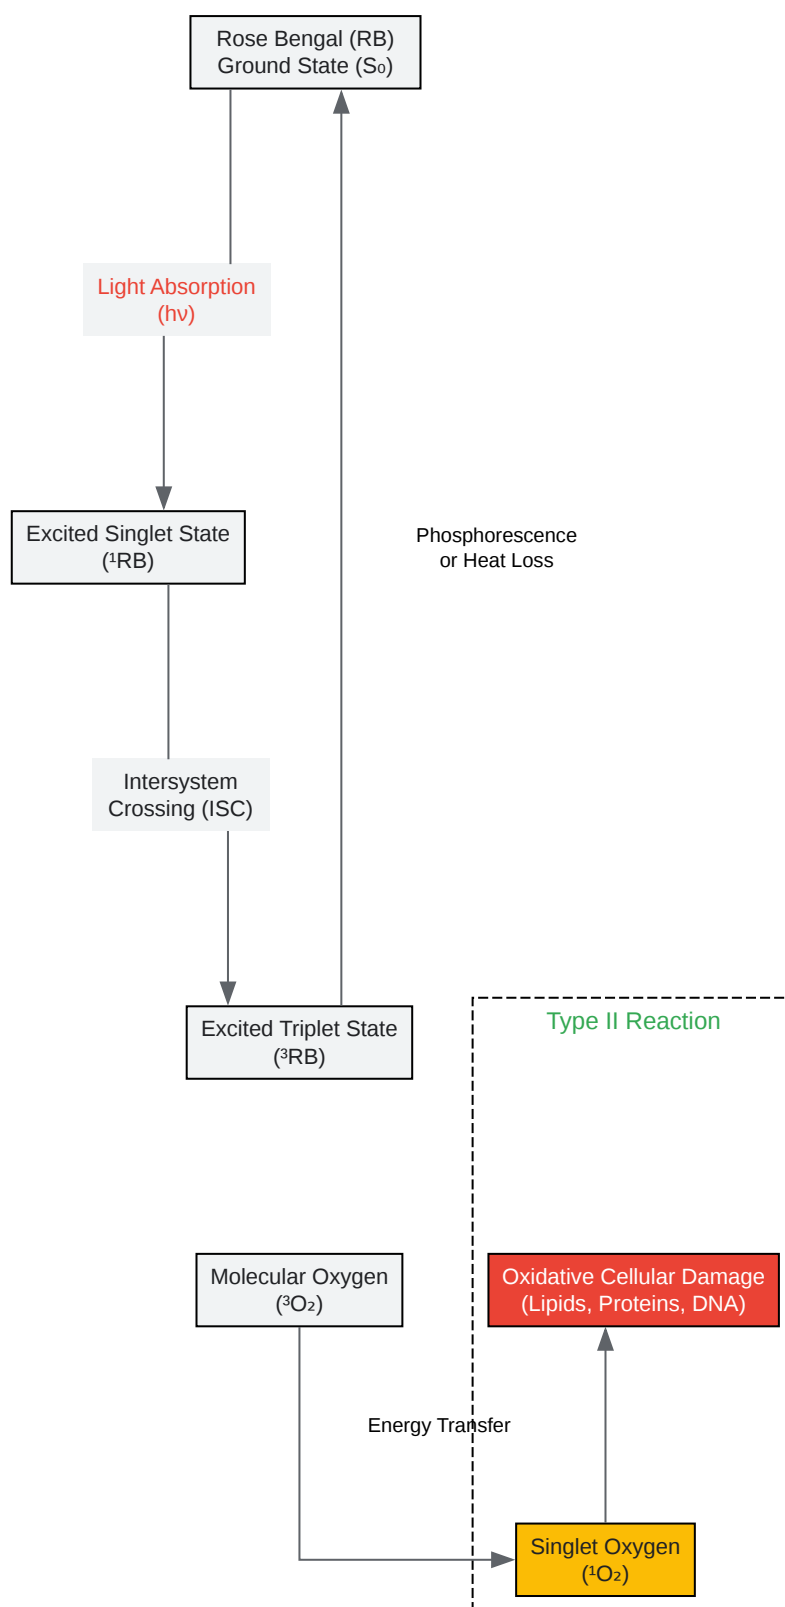 Rose Bengal (RB)
Ground State (S₀)
Light Absorption
(hν)
Excited Singlet State
(¹RB)
Phosphorescence
or Heat Loss
Intersystem
Crossing (ISC)
Excited Triplet State
(³RB)
Type II Reaction
Molecular Oxygen
(³O₂)
Oxidative Cellular Damage
(Lipids, Proteins, DNA)
Energy Transfer
Singlet Oxygen
(¹O₂)